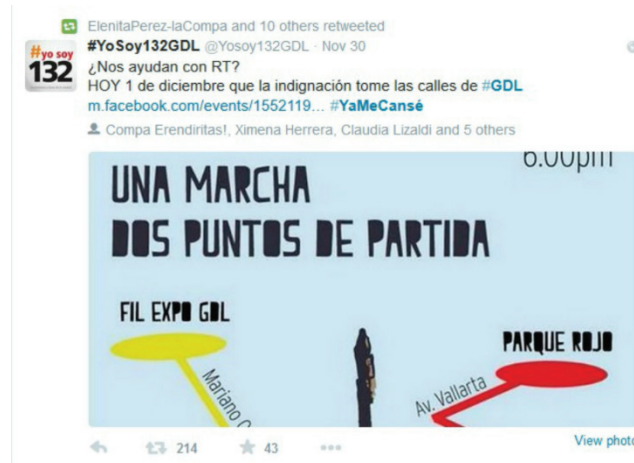 ElenitaPerez-laCompa and 10 others retweeted
#YoSoy132GDL @Yosoy132GDL · Nov 30
#yo soy
132
¿Nos ayudan con RT?
HOY 1 de diciembre que la indignación tome las calles de #GDL
m.facebook.com/events/1552119... #YaMeCansé
Compa Erendiritas!, Ximena Herrera, Claudia Lizaldi and 5 others
6:00pm
UNA MARCHA
DOS PUNTOS DE PARTIDA
FIL EXPO GDL
PARQUE ROJO
Mariano
Av. Vallarta
214
43
View photo